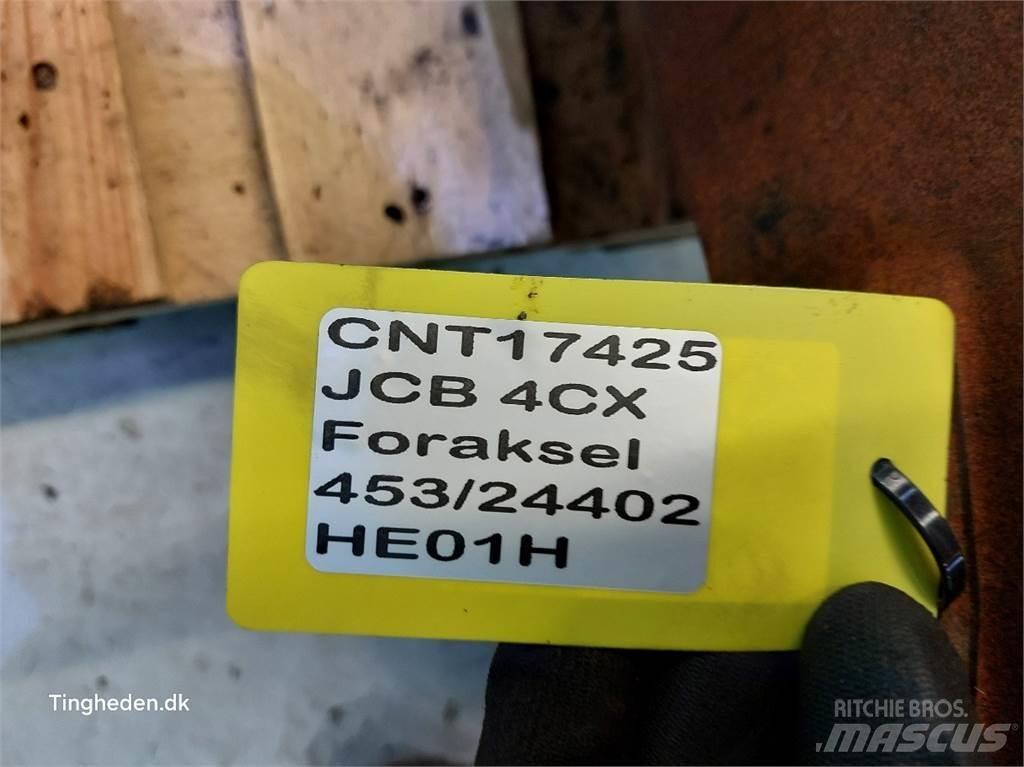 CNT17425
JCB 4CX
Foraksel
453/24402
HE01H
Tingheden.dk
RITCHIE BROS.
MASCUS